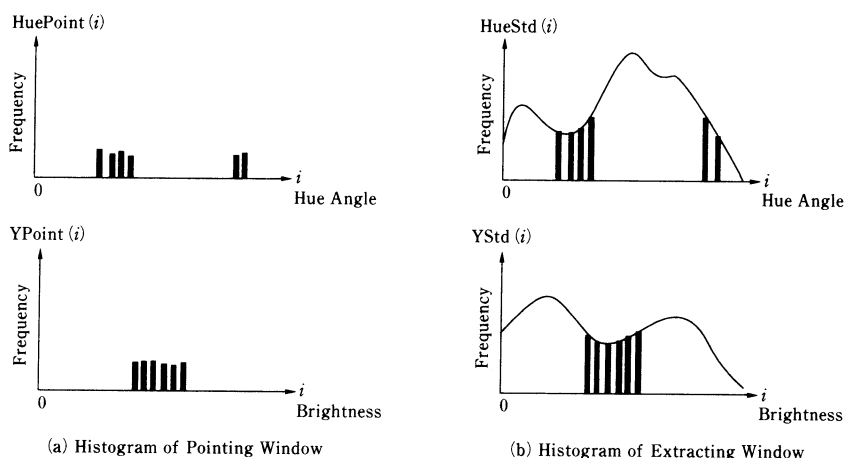 HuePoint (i)
Frequency
0
i
Hue Angle
YPoint (i)
Frequency
0
i
Brightness
(a) Histogram of Pointing Window
HueStd (i)
Frequency
0
i
Hue Angle
YStd (i)
Frequency
0
i
Brightness
(b) Histogram of Extracting Window